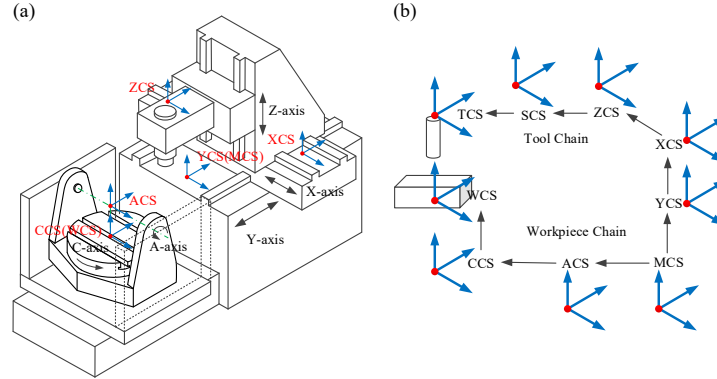 (a)
ZCS
Z-axis
XCS
YCS(MCS)
X-axis
ACS
CCS(WCS)
C-axis
A-axis
Y-axis
(b)
TCS
SCS
ZCS
Tool Chain
XCS
WCS
YCS
Workpiece Chain
CCS
ACS
MCS